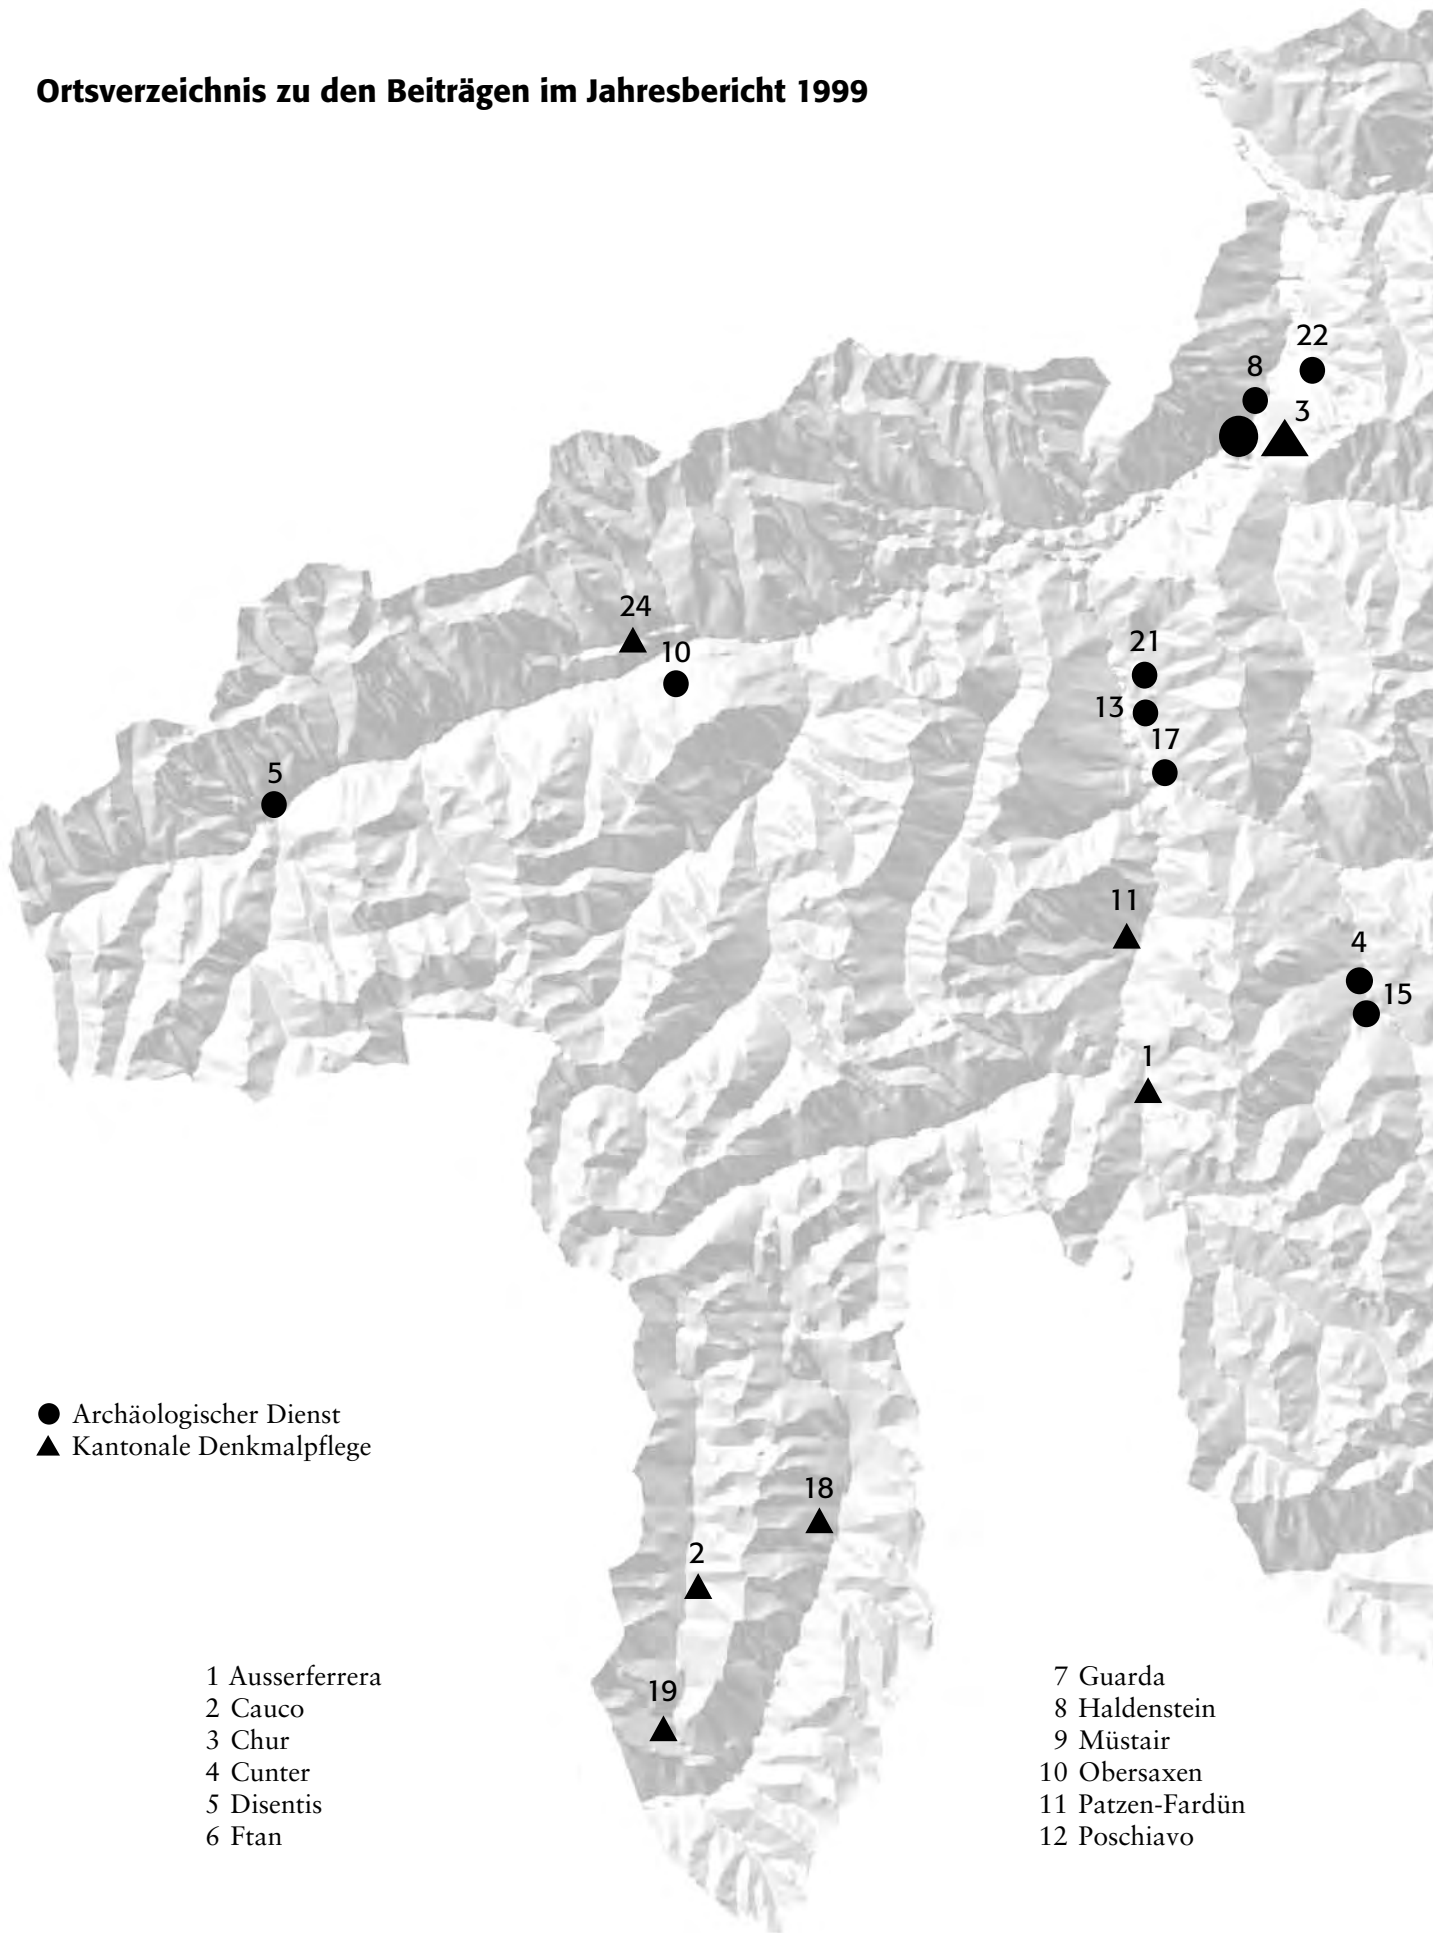 Ortsverzeichnis zu den Beiträgen im Jahresbericht 1999
22
8
3
24
10
21
13
17
5
11
4
15
1
● Archäologischer Dienst
▲ Kantonale Denkmalpflege
18
2
19
1 Ausserferrera
2 Cauco
3 Chur
4 Cunter
5 Disentis
6 Ftan
7 Guarda
8 Haldenstein
9 Müstair
10 Obersaxen
11 Patzen-Fardün
12 Poschiavo